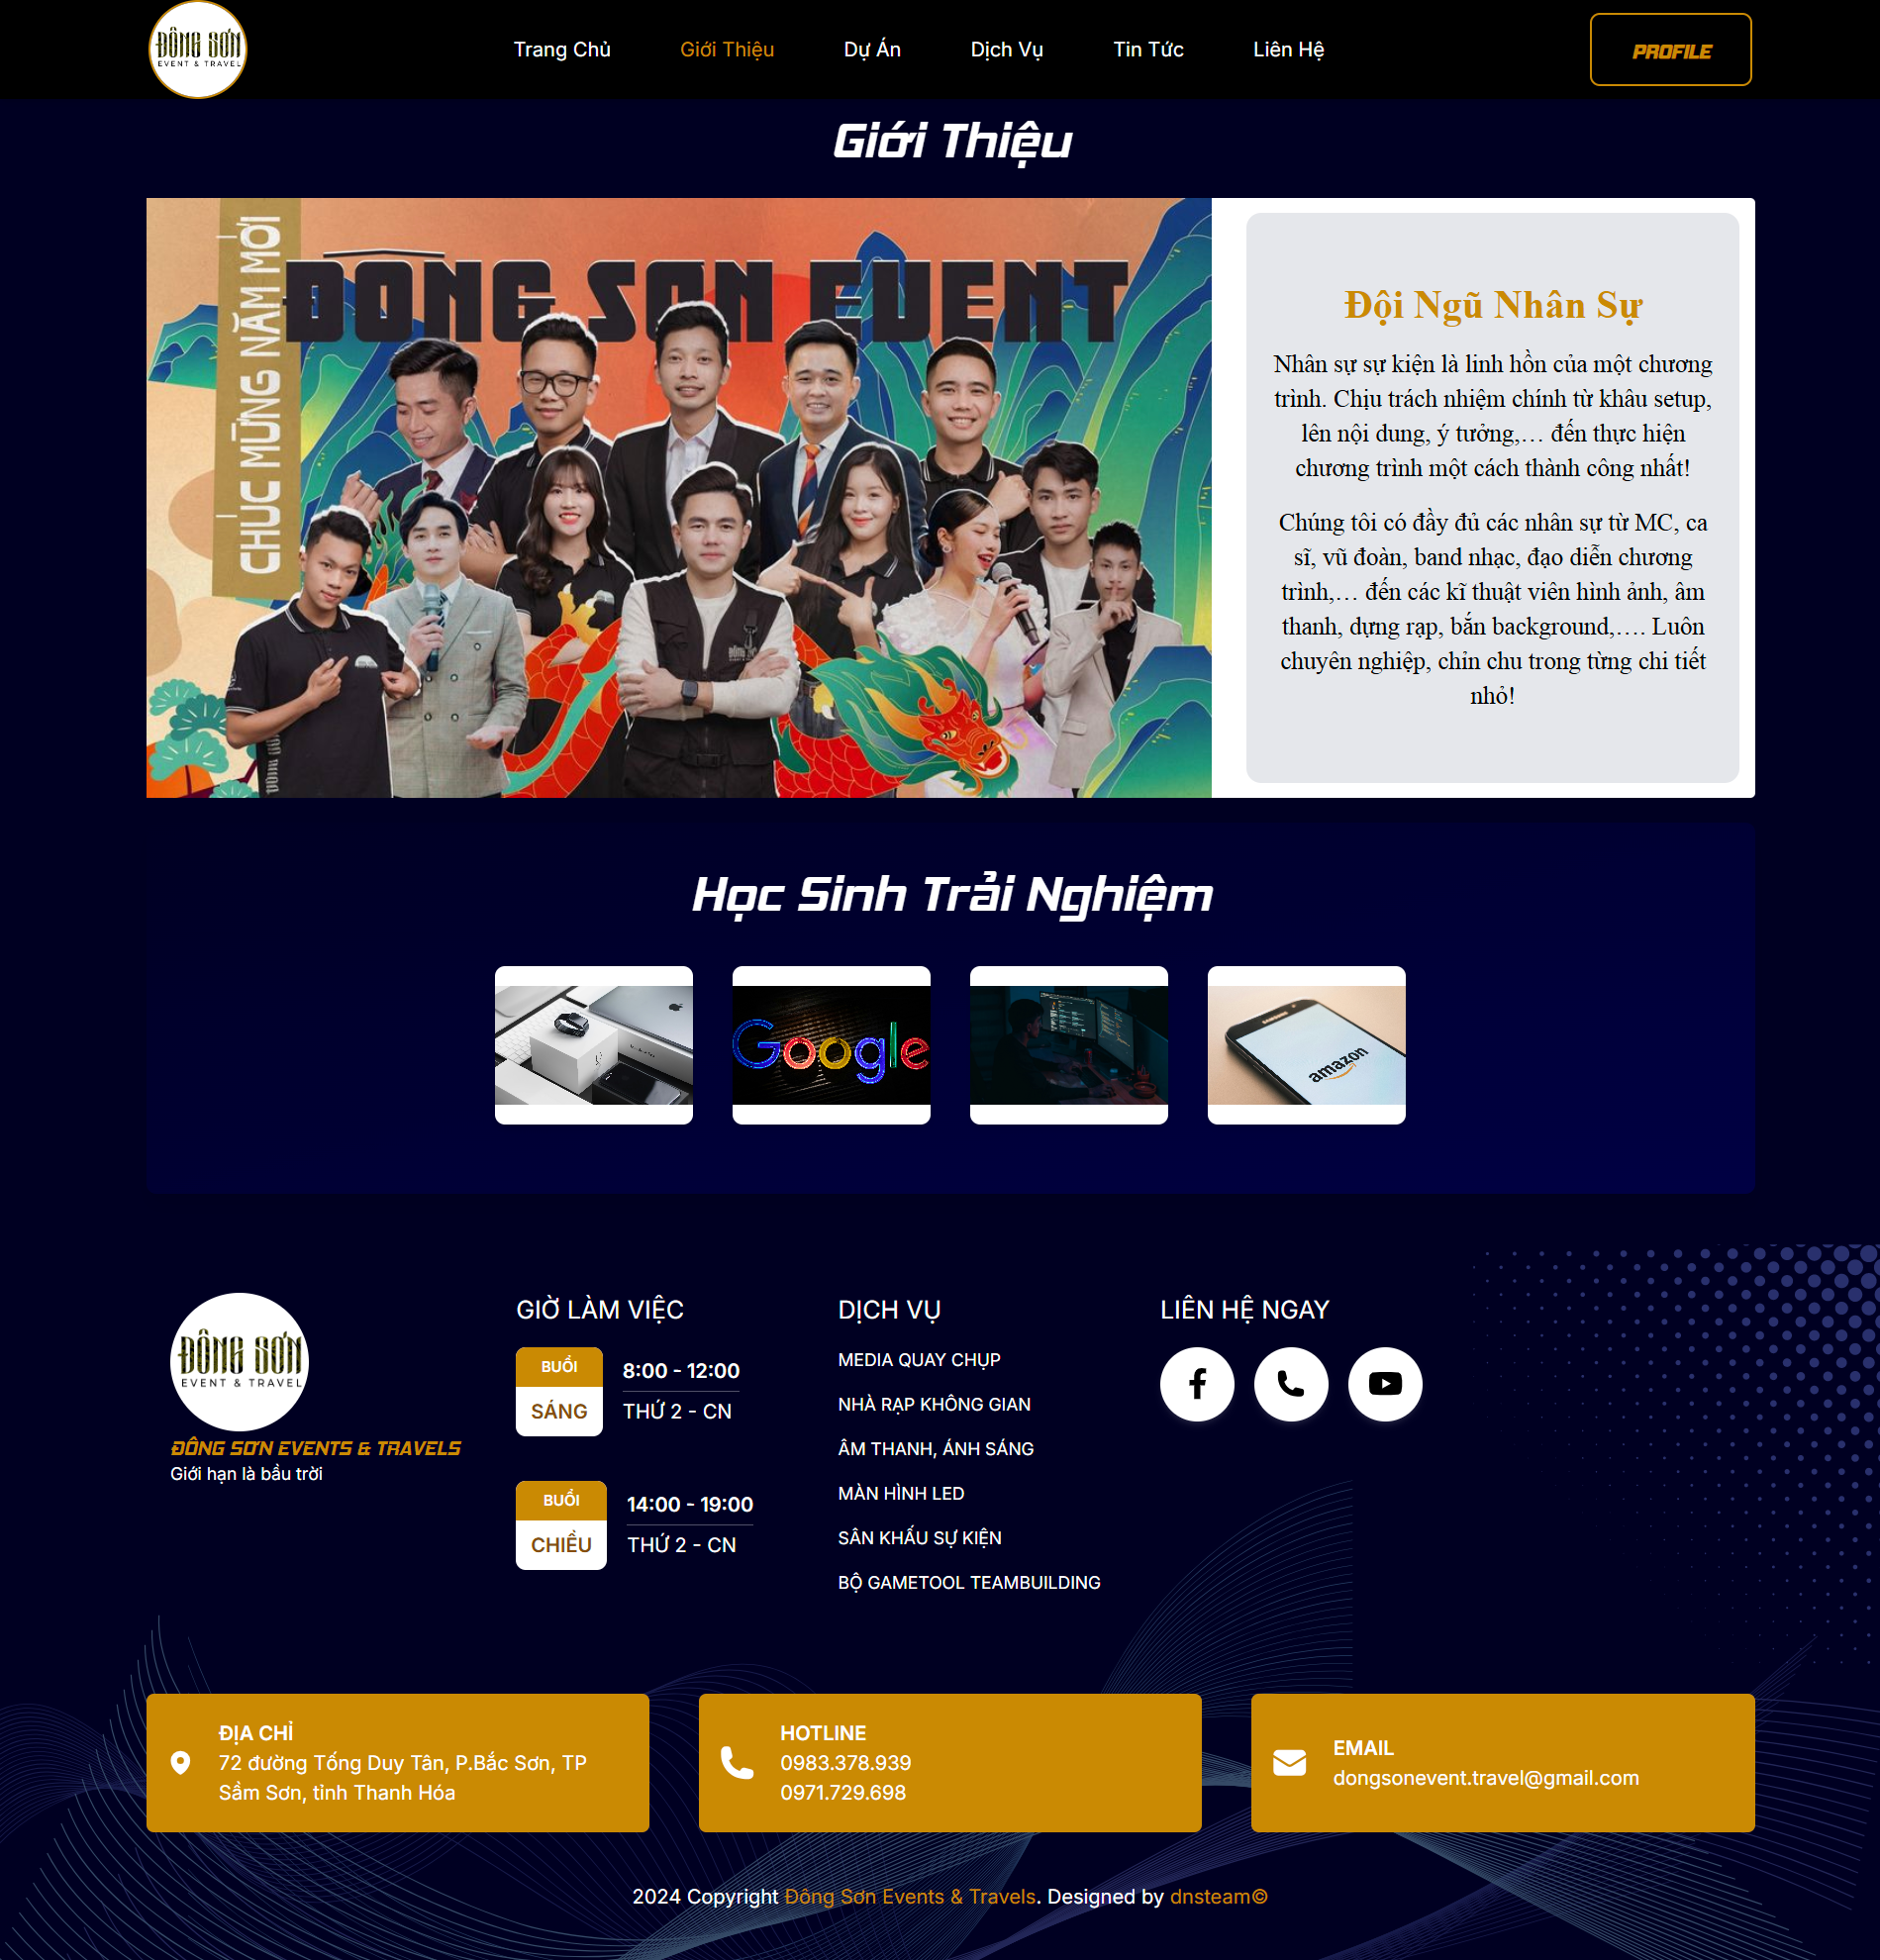 ĐÔNG SƠN
EVENT & TRAVEL
Trang Chủ
Giới Thiệu
Dự Án
Dịch Vụ
Tin Tức
Liên Hệ
PROFILE
Giới Thiệu
CHÚC MỪNG NĂM MỚI
ĐÔNG SƠN EVENT
Đội Ngũ Nhân Sự
Nhân sự sự kiện là linh hồn của một chương
trình. Chịu trách nhiệm chính từ khâu setup,
lên nội dung, ý tưởng,… đến thực hiện
chương trình một cách thành công nhất!
Chúng tôi có đầy đủ các nhân sự từ MC, ca
sĩ, vũ đoàn, band nhạc, đạo diễn chương
trình,… đến các kĩ thuật viên hình ảnh, âm
thanh, dựng rạp, bắn background,…. Luôn
chuyên nghiệp, chỉn chu trong từng chi tiết
nhỏ!
Học Sinh Trải Nghiệm
Google
SAMSUNG
amazon
ĐÔNG SƠN
EVENT & TRAVEL
ĐÔNG SƠN EVENTS & TRAVELS
Giới hạn là bầu trời
GIỜ LÀM VIỆC
BUỔI
SÁNG
8:00 - 12:00
THỨ 2 - CN
BUỔI
CHIỀU
14:00 - 19:00
THỨ 2 - CN
DỊCH VỤ
MEDIA QUAY CHỤP
NHÀ RẠP KHÔNG GIAN
ÂM THANH, ÁNH SÁNG
MÀN HÌNH LED
SÂN KHẤU SỰ KIỆN
BỘ GAMETOOL TEAMBUILDING
LIÊN HỆ NGAY
ĐỊA CHỈ
72 đường Tống Duy Tân, P.Bắc Sơn, TP
Sầm Sơn, tỉnh Thanh Hóa
HOTLINE
0983.378.939
0971.729.698
EMAIL
dongsonevent.travel@gmail.com
2024 Copyright Đông Sơn Events & Travels. Designed by dnsteam©